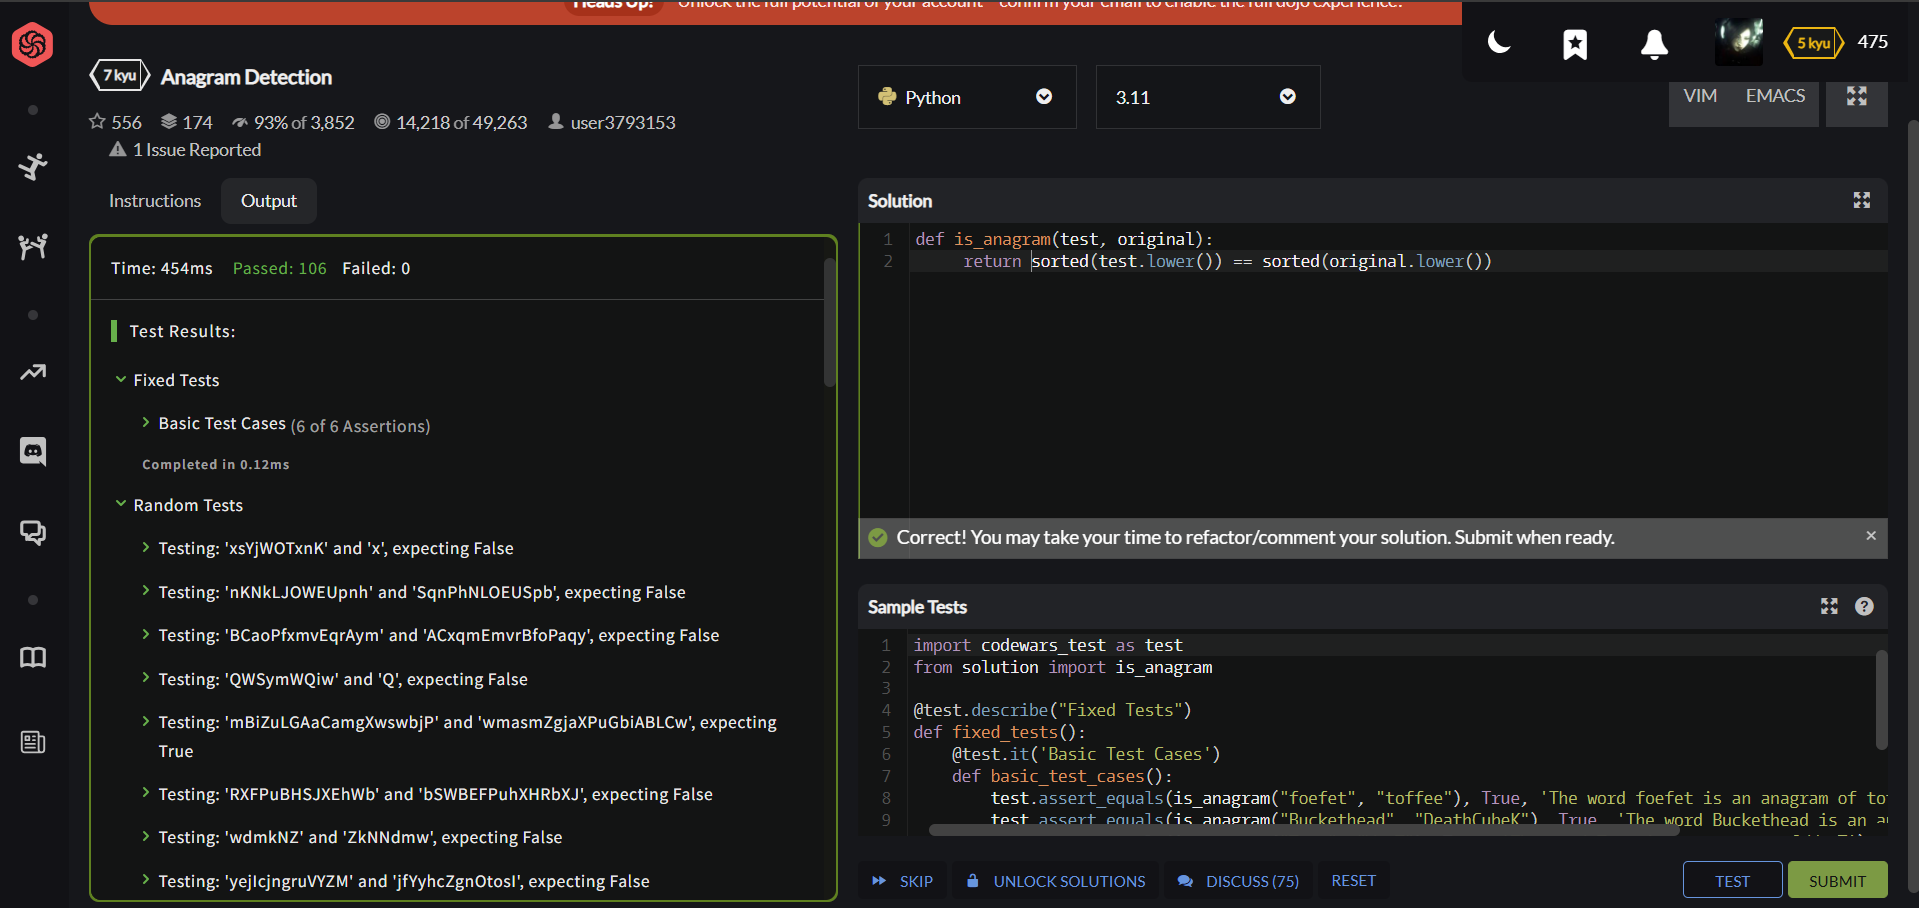 Heads Up! Unlock the full potential of your account - confirm your email to enable the full dojo experience.
5 kyu 475
7 kyu Anagram Detection
556 174 93% of 3,852 14,218 of 49,263 user3793153
1 Issue Reported
Python 3.11
VIM EMACS
Instructions Output
Time: 454ms Passed: 106 Failed: 0
Test Results:
Fixed Tests
Basic Test Cases (6 of 6 Assertions)
Completed in 0.12ms
Random Tests
Testing: 'xsYjWOTxnK' and 'x', expecting False
Testing: 'nKNkLJOWEUpnh' and 'SqnPhNLOEUSpb', expecting False
Testing: 'BCaoPfxmvEqrAym' and 'ACxqmEmvrBfoPaqy', expecting False
Testing: 'QWSymWQiw' and 'Q', expecting False
Testing: 'mBiZuLGAaCamgXwswbjP' and 'wmasmZgjaXPuGbiABLCw', expecting
True
Testing: 'RXFPuBHSJXEhWb' and 'bSWBEFPuhXHRbXJ', expecting False
Testing: 'wdmkNZ' and 'ZkNNdmw', expecting False
Testing: 'yejIcjngruVYZM' and 'jfYyhcZgnOtosI', expecting False
Solution
1 def is_anagram(test, original):
2 return sorted(test.lower()) == sorted(original.lower())
Correct! You may take your time to refactor/comment your solution. Submit when ready. ×
Sample Tests ?
1 import codewars_test as test
2 from solution import is_anagram
3
4 @test.describe("Fixed Tests")
5 def fixed_tests():
6 @test.it('Basic Test Cases')
7 def basic_test_cases():
8 test.assert_equals(is_anagram("foefet", "toffee"), True, 'The word foefet is an anagram of to
9 test.assert_equals(is_anagram("Buckethead", "DeathCubeK"), True, 'The word Buckethead is an a
SKIP UNLOCK SOLUTIONS DISCUSS (75) RESET TEST SUBMIT